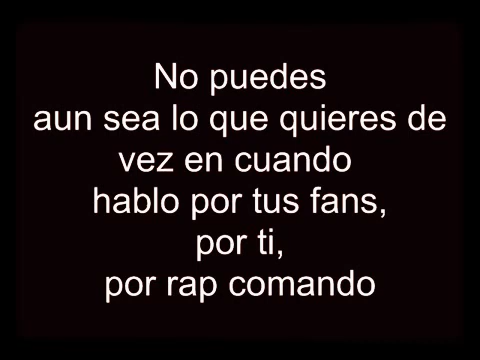 No puedes
aun sea lo que quieres de
vez en cuando
hablo por tus fans,
por ti,
por rap comando